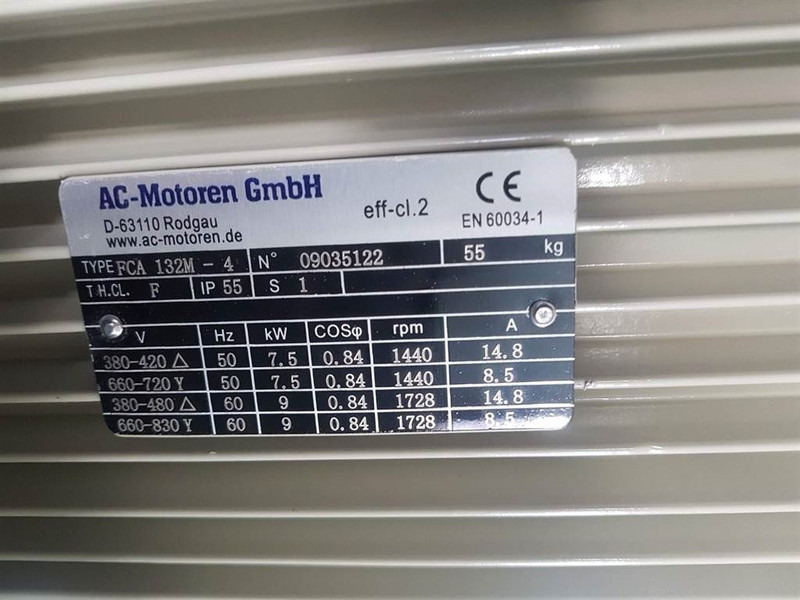 AC-Motoren GmbH
D-63110 Rodgau
www.ac-motoren.de
eff-cl.2
CE
EN 60034-1
TYPE FCA 132M - 4 N° 09035122 55 kg
T H.CL. F IP 55 S 1
V Hz kW COSφ rpm A
380-420 △ 50 7.5 0.84 1440 14.8
660-720 Y 50 7.5 0.84 1440 8.5
380-480 △ 60 9 0.84 1728 14.8
660-830 Y 60 9 0.84 1728 8.5